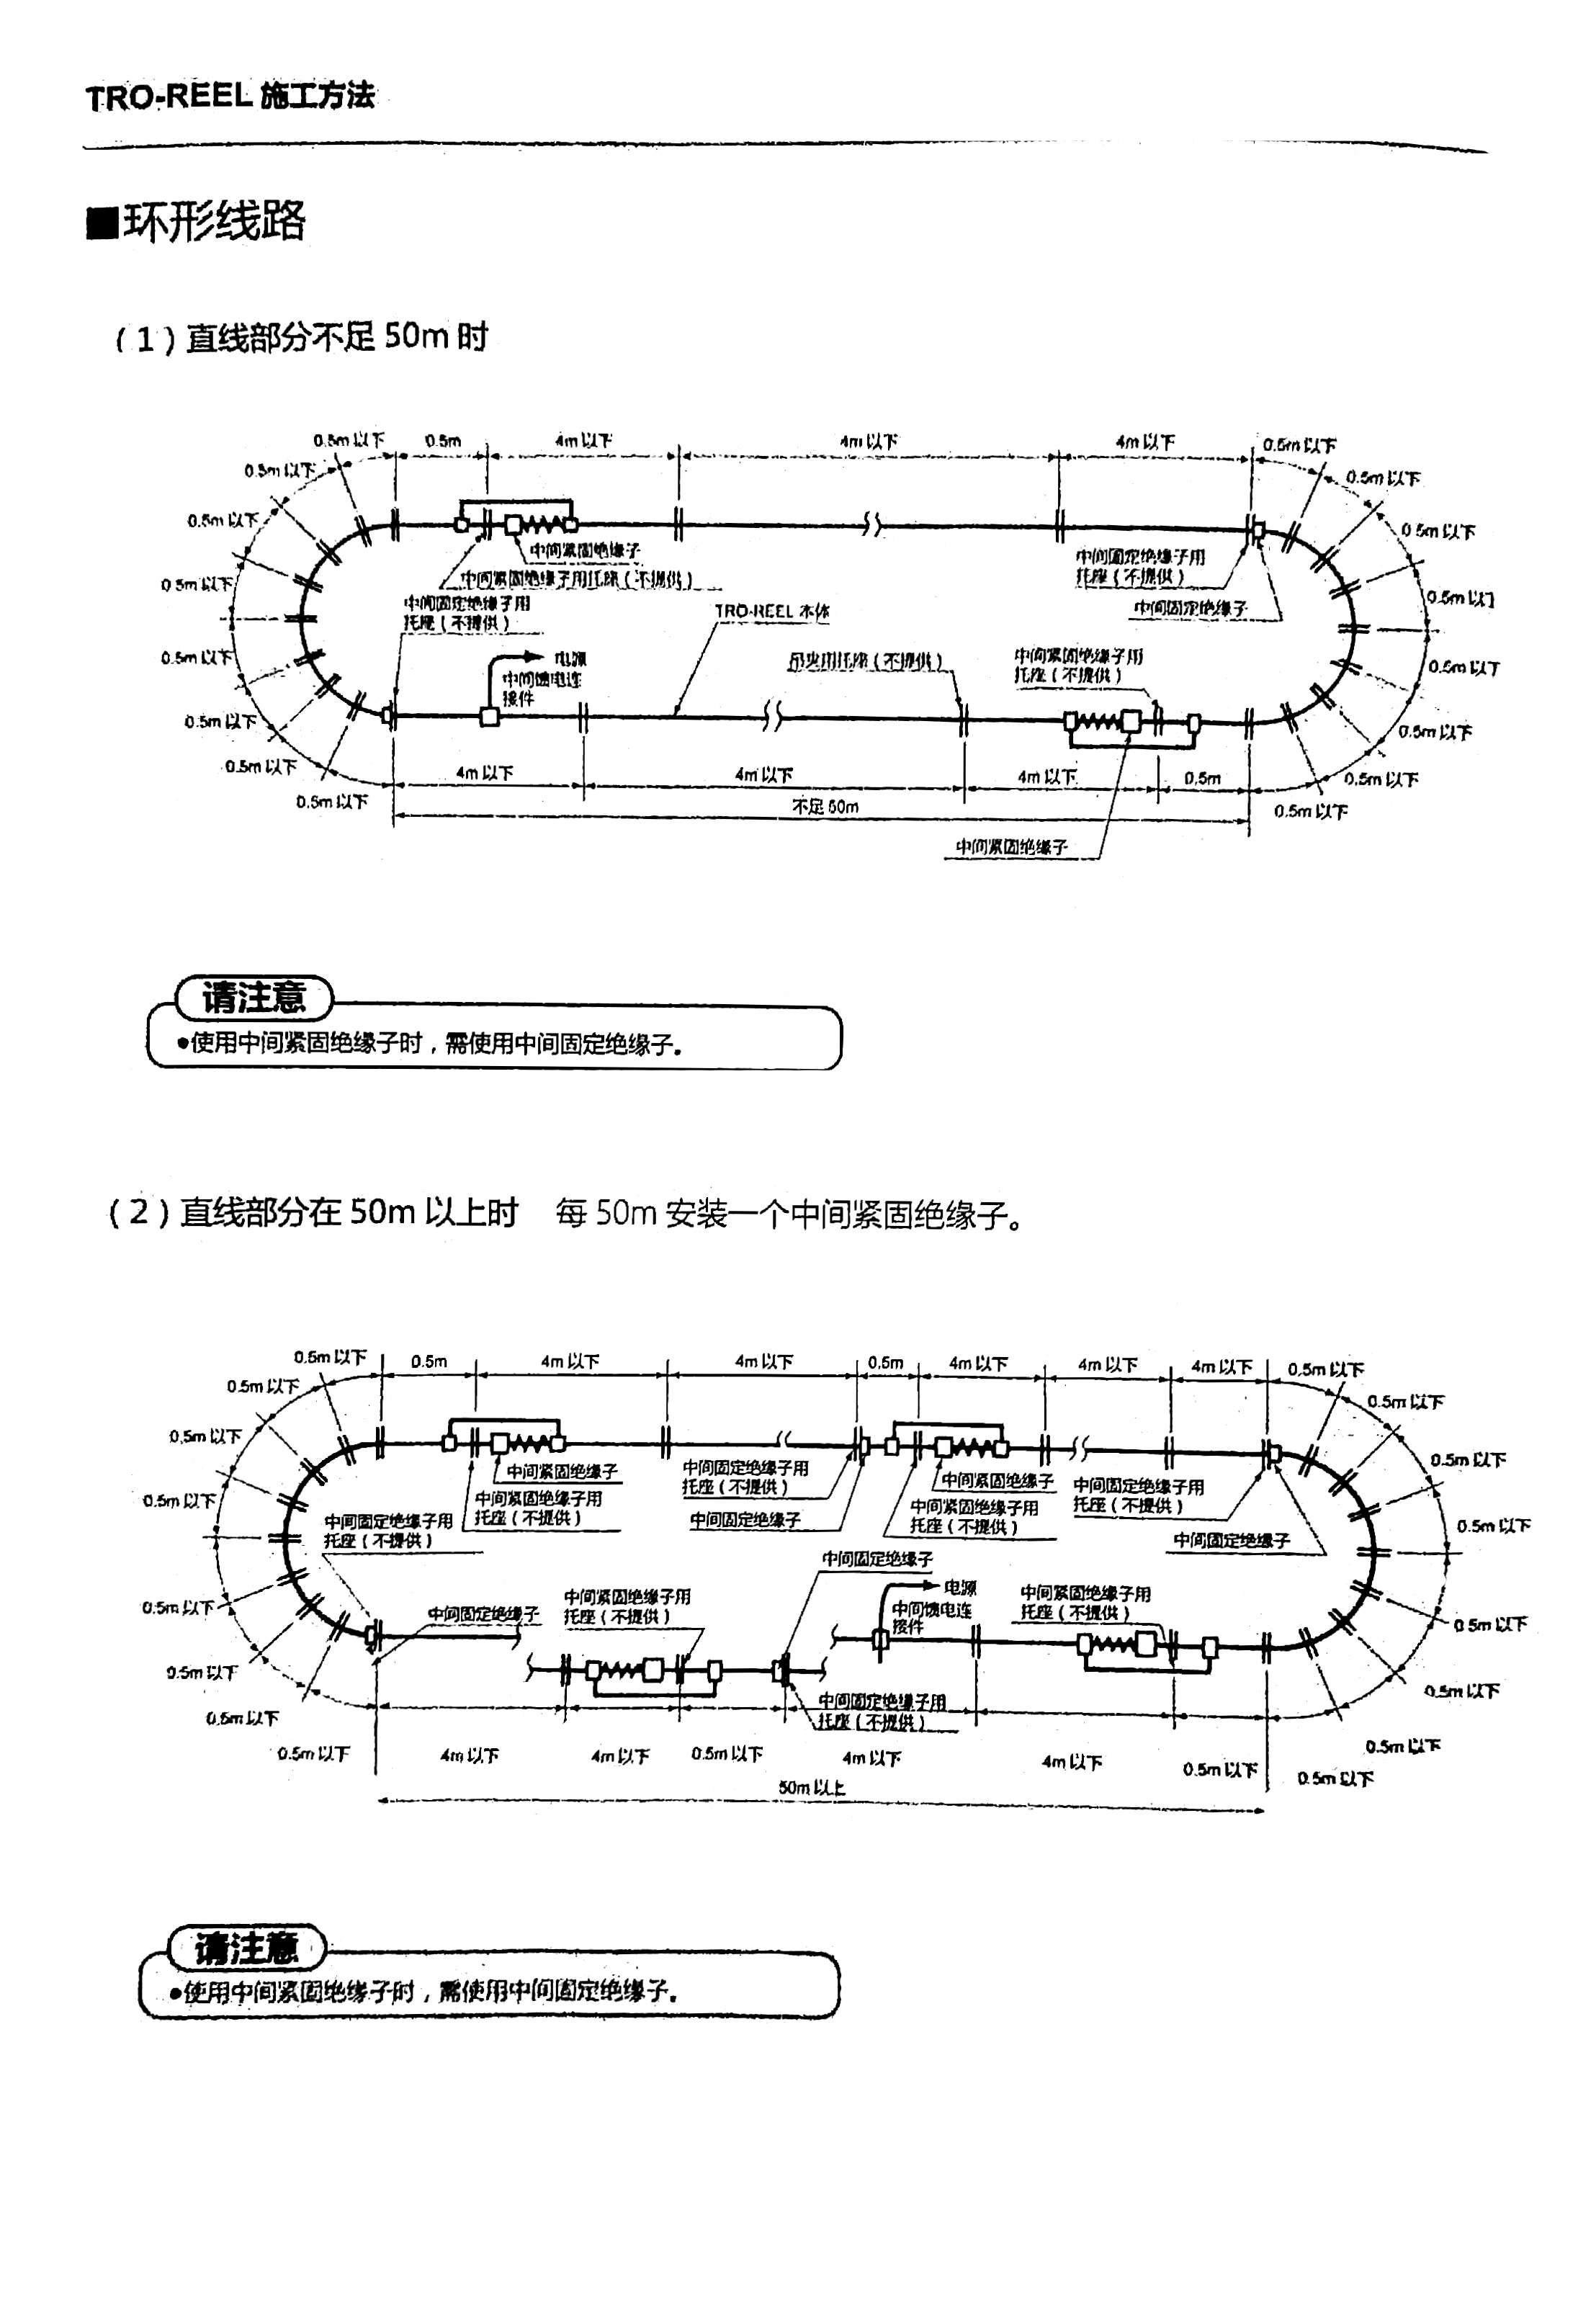 TRO-REEL 施工方法
■环形线路
（1）直线部分不足 50m 时
0.5m 以下
0.5m
4m 以下
4m 以下
4m 以下
0.5m 以下
0.5m 以下
0.5m 以下
0.5m 以下
0.5m 以下
中间紧固绝缘子
中间紧固绝缘子用托座（不提供）
中间固定绝缘子用
托座（不提供）
中间固定绝缘子
0.5m 以下
0.5m 以下
中间固定绝缘子用
托座（不提供）
TRO-REEL 本体
0.5m 以下
电源
中间馈电连
接件
吊夹用托座（不提供）
中间紧固绝缘子用
托座（不提供）
0.5m 以下
0.5m 以下
0.5m 以下
0.5m 以下
4m 以下
4m 以下
4m 以下
0.5m
0.5m 以下
0.5m 以下
不足 50m
0.5m 以下
中间紧固绝缘子
请注意
●使用中间紧固绝缘子时，需使用中间固定绝缘子。
（2）直线部分在 50m 以上时　每 50m 安装一个中间紧固绝缘子。
0.5m 以下
0.5m
4m 以下
4m 以下
0.5m
4m 以下
4m 以下
4m 以下
0.5m 以下
0.5m 以下
0.5m 以下
0.5m 以下
0.5m 以下
中间紧固绝缘子
中间紧固绝缘子用
托座（不提供）
中间固定绝缘子用
托座（不提供）
中间固定绝缘子
中间紧固绝缘子
中间紧固绝缘子用
托座（不提供）
中间固定绝缘子用
托座（不提供）
中间固定绝缘子
0.5m 以下
0.5m 以下
中间固定绝缘子用
托座（不提供）
中间固定绝缘子
0.5m 以下
中间固定绝缘子
中间紧固绝缘子用
托座（不提供）
电源
中间馈电连
接件
中间紧固绝缘子用
托座（不提供）
0.5m 以下
0.5m 以下
中间固定绝缘子用
托座（不提供）
0.5m 以下
0.5m 以下
0.5m 以下
4m 以下
4m 以下
0.5m 以下
4m 以下
4m 以下
0.5m 以下
0.5m 以下
0.5m 以下
50m 以上
请注意
●使用中间紧固绝缘子时，需使用中间固定绝缘子。